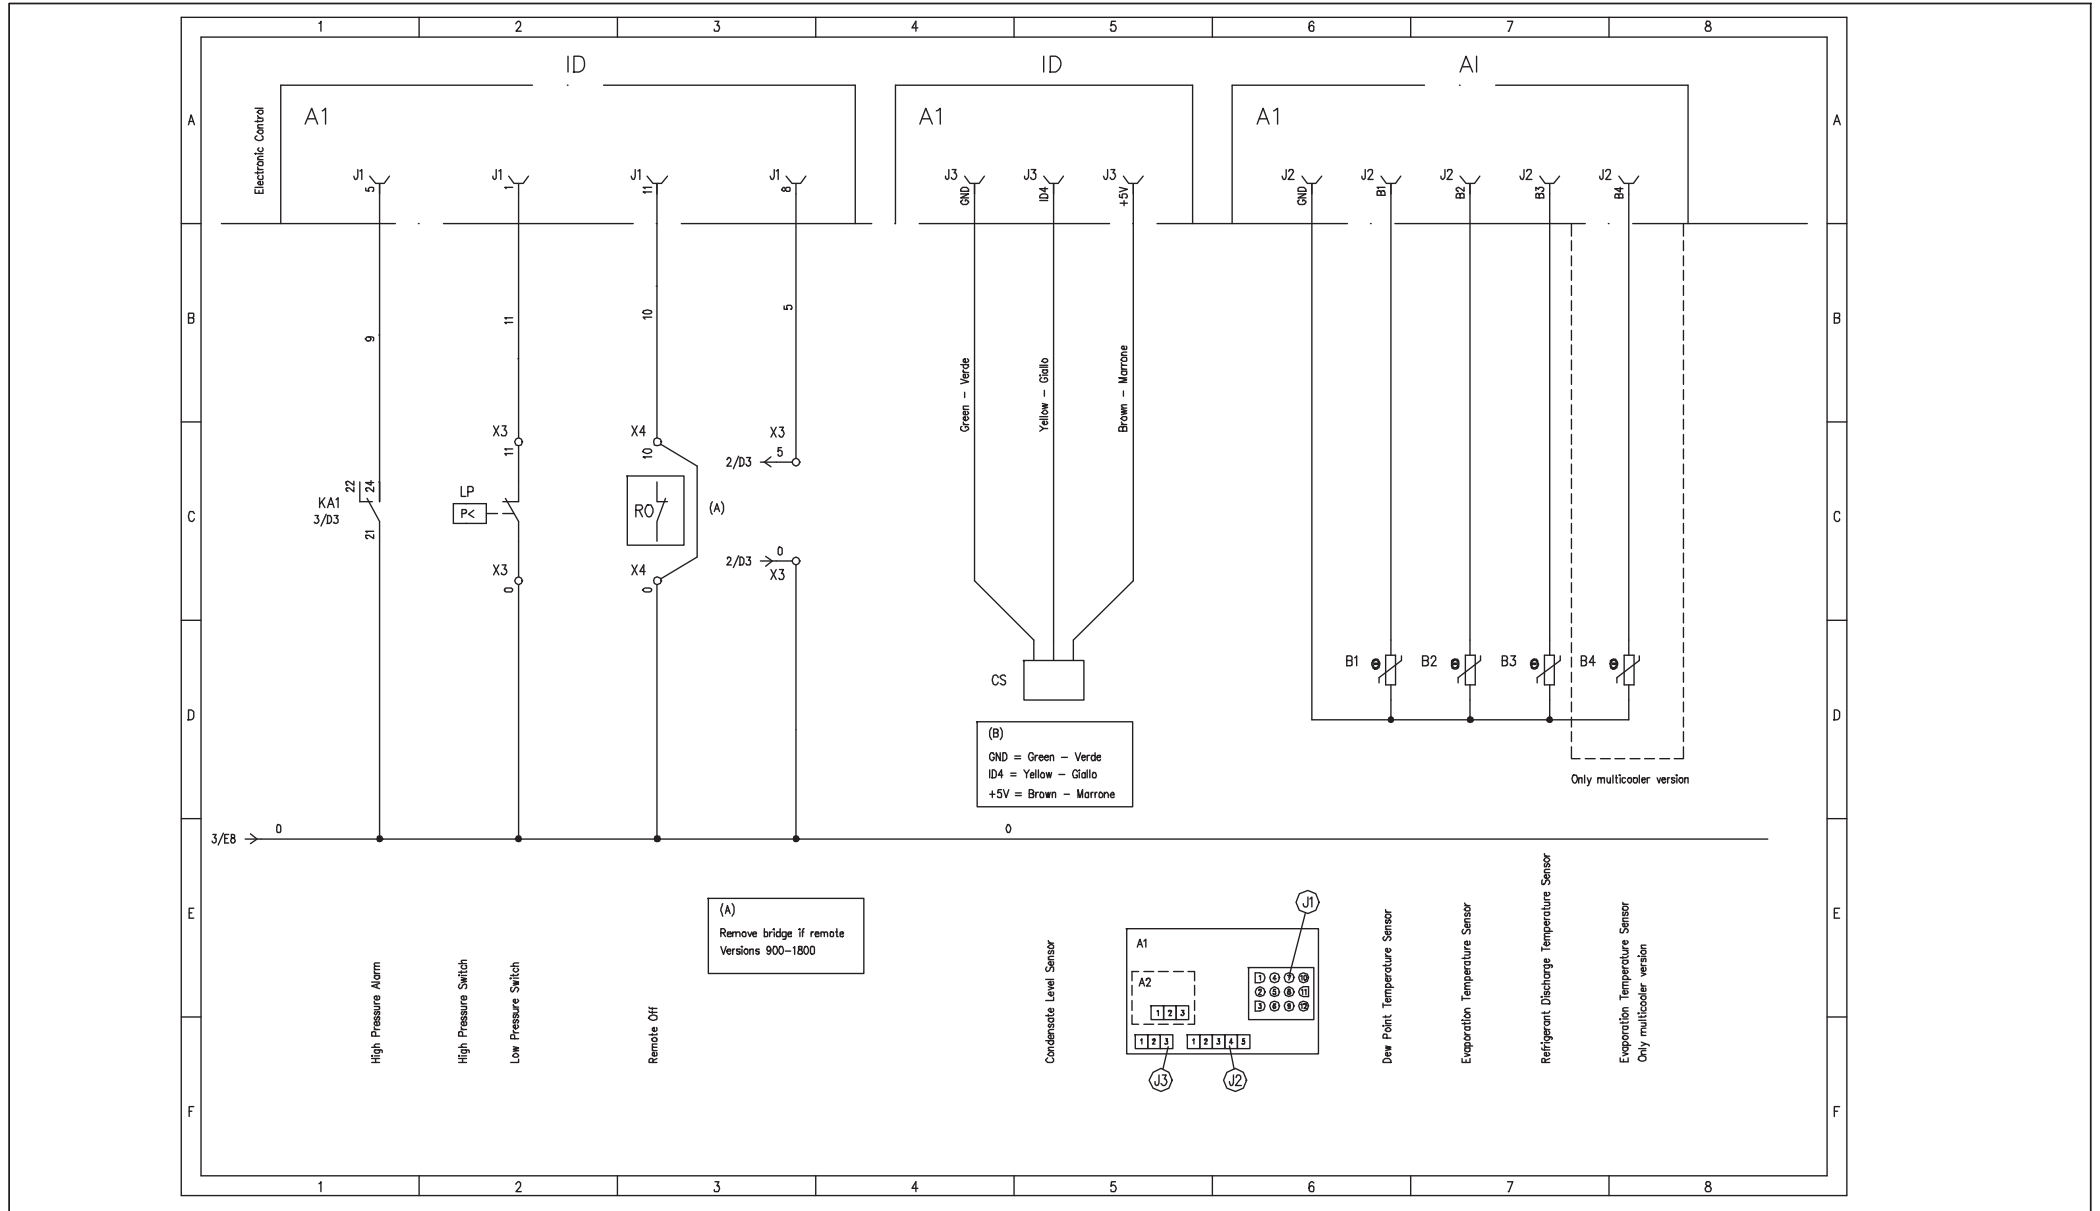 1 2 3 4 5 6 7 8
ID ID AI
A A
Electronic Control
A1 A1 A1
J1 J1 J1 J1 J3 J3 J3 J2 J2 J2 J2 J2
5 1 11 8 GND ID4 +5V GND B1 B2 B3 B4
B B
9 11 10 5
Green - Verde
Yellow - Giallo
Brown - Marrone
X3 X4 X3
11 10 2/D3 5
C C
22 24
KA1
3/D3
21
LP
P<
RO
(A)
2/D3 0
X3 X4 X3
0 0
B1 θ B2 θ B3 θ B4 θ
CS
D D
(B)
GND = Green - Verde
ID4 = Yellow - Giallo
+5V = Brown - Marrone
Only multicooler version
3/E8 0 0
E E
(A)
Remove bridge if remote
Versions 900-1800
High Pressure Alarm
High Pressure Switch
Low Pressure Switch
Remote Off
Condensate Level Sensor
J1
A1
A2
1 4 7 10
2 5 8 11
3 6 9 12
1 2 3
1 2 3 1 2 3 4 5
J3 J2
Dew Point Temperature Sensor
Evaporation Temperature Sensor
Refrigerant Discharge Temperature Sensor
Evaporation Temperature Sensor
Only multicooler version
F F
1 2 3 4 5 6 7 8